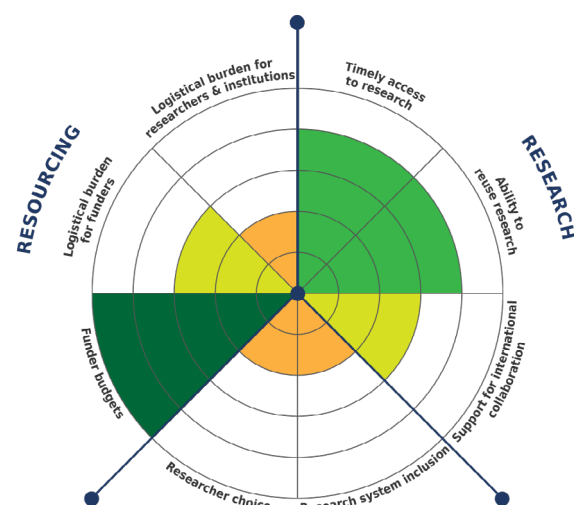 Logistical burden for
researchers & institutions
Timely access
to research
RESOURCING
RESEARCH
Logistical burden
for funders
Ability to
reuse research
Funder budgets
Support for international
collaboration
Researcher choice
Research system inclusion